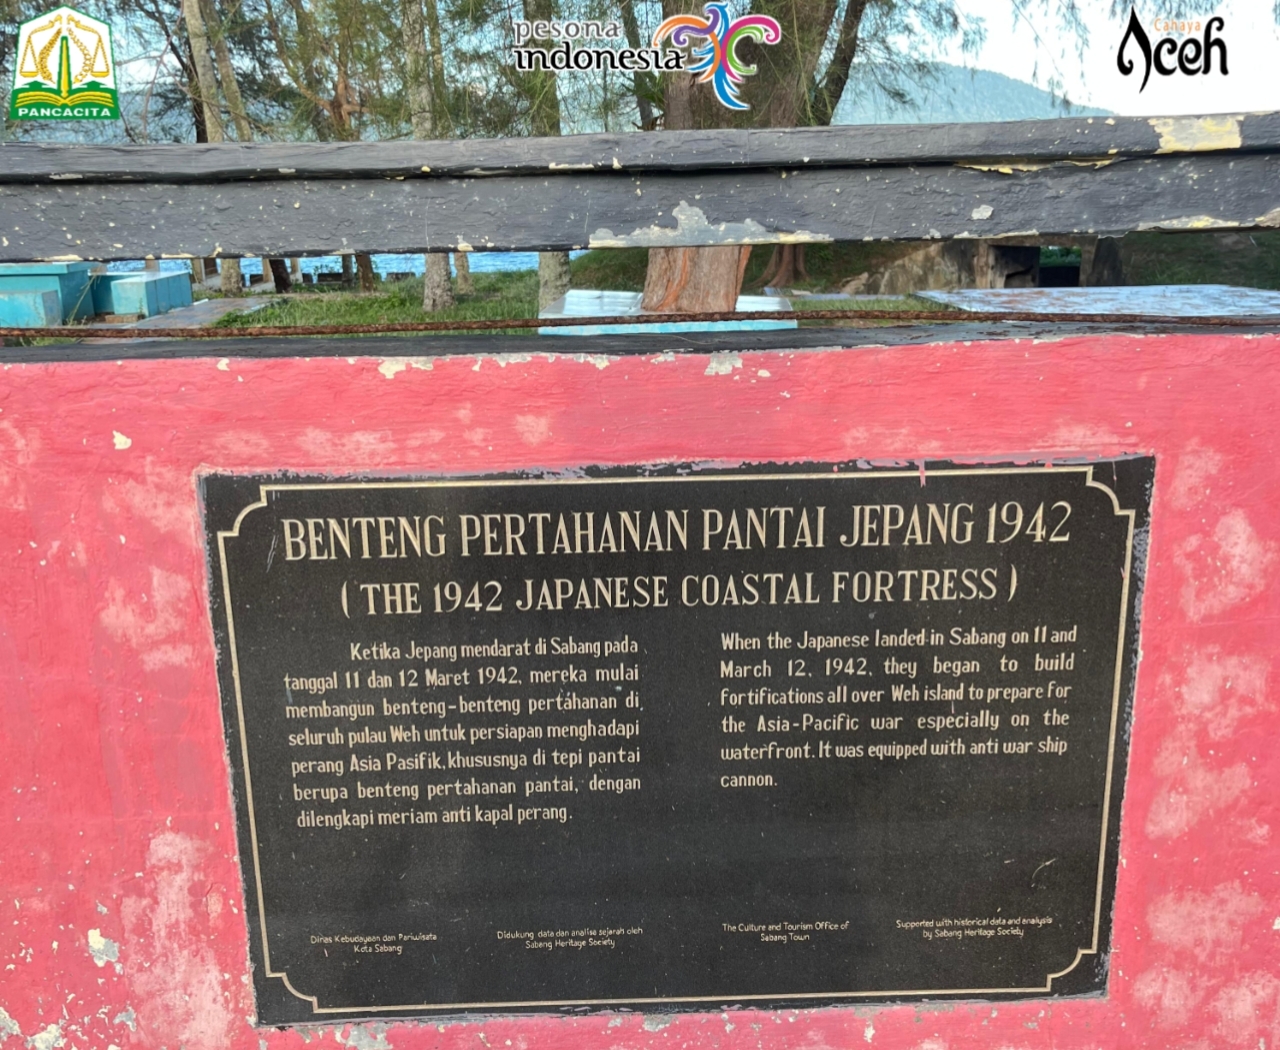 PANCACITA
pesona
indonesia
Cahaya
Aceh
BENTENG PERTAHANAN PANTAI JEPANG 1942
( THE 1942 JAPANESE COASTAL FORTRESS )
Ketika Jepang mendarat di Sabang pada
tanggal 11 dan 12 Maret 1942, mereka mulai
membangun benteng-benteng pertahanan di
seluruh pulau Weh untuk persiapan menghadapi
perang Asia Pasifik, khususnya di tepi pantai
berupa benteng pertahanan pantai, dengan
dilengkapi meriam anti kapal perang.
When the Japanese landed in Sabang on 11 and
March 12, 1942, they began to build
fortifications all over Weh island to prepare for
the Asia-Pacific war especially on the
waterfront. It was equipped with anti war ship
cannon.
Dinas Kebudayaan dan Pariwisata
Kota Sabang
Didukung data dan analisa sejarah oleh
Sabang Heritage Society
The Culture and Tourism Office of
Sabang Town
Supported with historical data and analysis
by Sabang Heritage Society